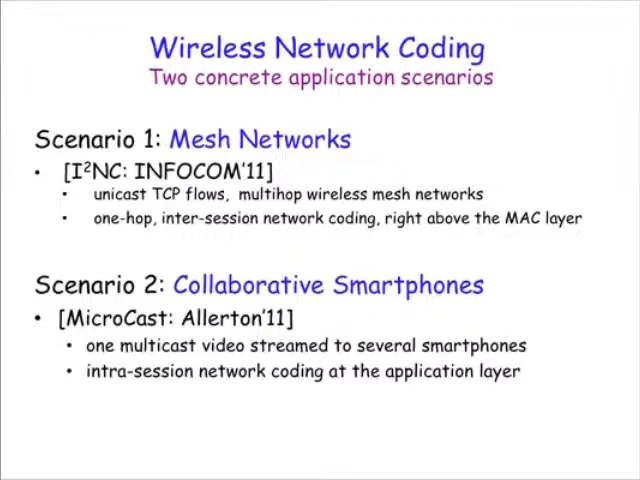 Wireless Network Coding
Two concrete application scenarios
Scenario 1: Mesh Networks
• [I²NC: INFOCOM'11]
• unicast TCP flows, multihop wireless mesh networks
• one-hop, inter-session network coding, right above the MAC layer
Scenario 2: Collaborative Smartphones
• [MicroCast: Allerton'11]
• one multicast video streamed to several smartphones
• intra-session network coding at the application layer